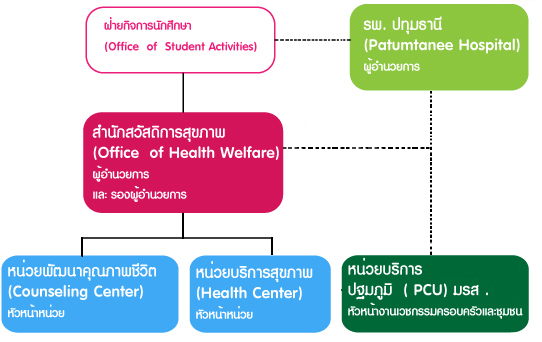 ฝ่ายกิจการนักศึกษา
(Office of Student Activities)
รพ. ปทุมธานี
(Patumtanee Hospital)
ผู้อำนวยการ
สำนักสวัสดิการสุขภาพ
(Office of Health Welfare)
ผู้อำนวยการ
และ รองผู้อำนวยการ
หน่วยพัฒนาคุณภาพชีวิต
(Counseling Center)
หัวหน้าหน่วย
หน่วยบริการสุขภาพ
(Health Center)
หัวหน้าหน่วย
หน่วยบริการ
ปฐมภูมิ ( PCU) มรส .
หัวหน้างานเวชกรรมครอบครัวและชุมชน